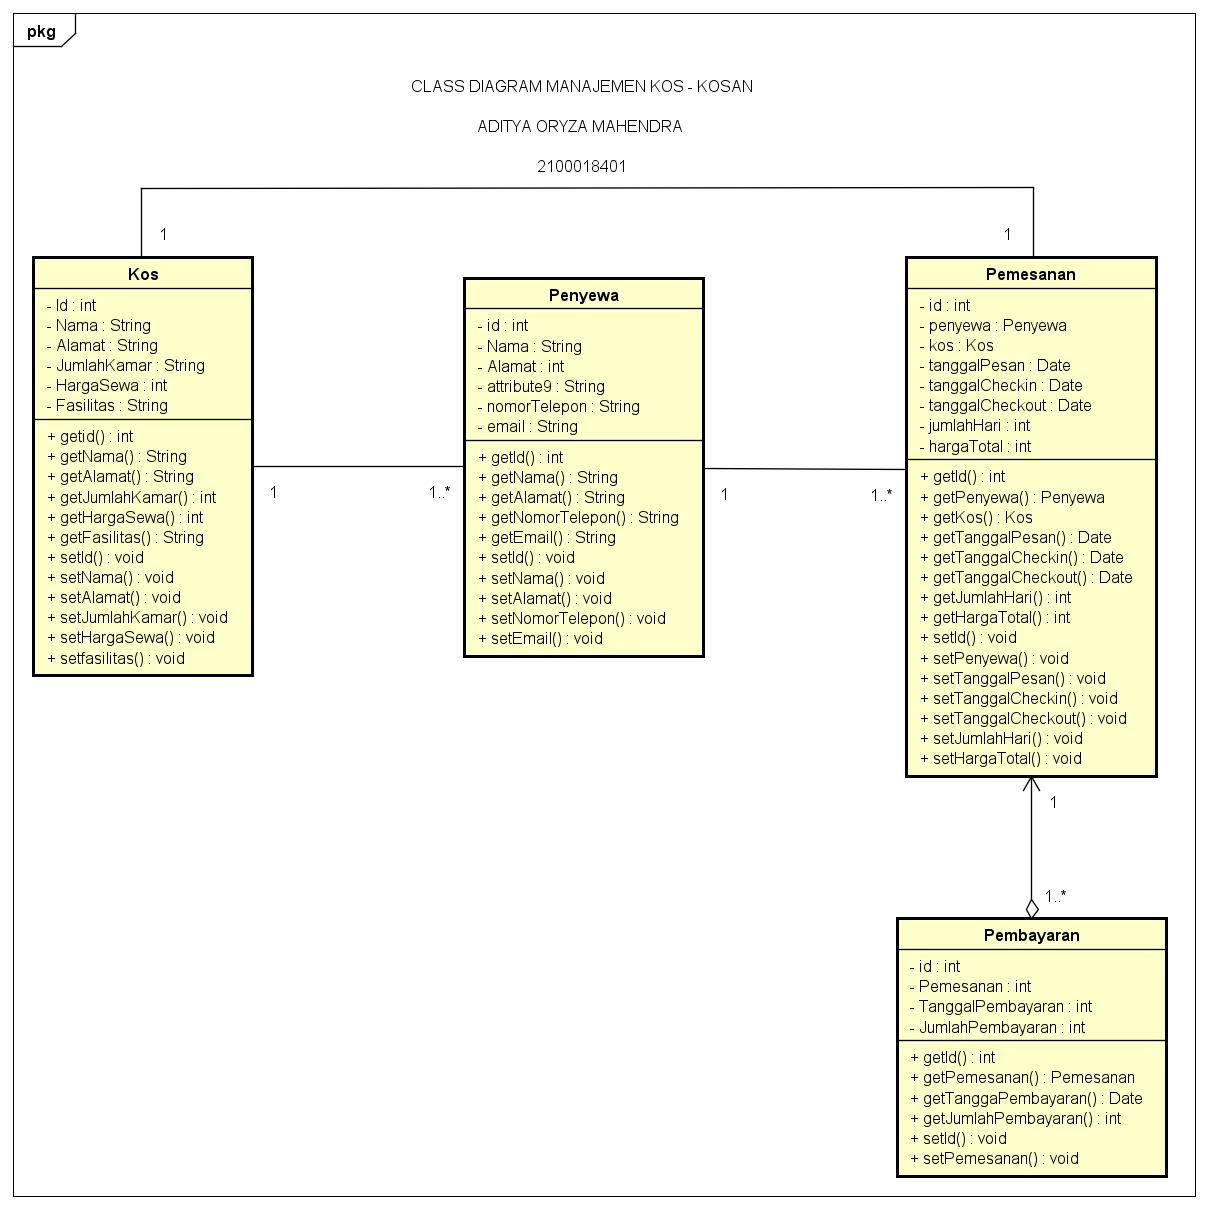 pkg
CLASS DIAGRAM MANAJEMEN KOS - KOSAN
ADITYA ORYZA MAHENDRA
2100018401
1
1
Kos
- Id : int
- Nama : String
- Alamat : String
- JumlahKamar : String
- HargaSewa : int
- Fasilitas : String
+ getid() : int
+ getNama() : String
+ getAlamat() : String
+ getJumlahKamar() : int
+ getHargaSewa() : int
+ getFasilitas() : String
+ setId() : void
+ setNama() : void
+ setAlamat() : void
+ setJumlahKamar() : void
+ setHargaSewa() : void
+ setfasilitas() : void
1
1..*
Penyewa
- id : int
- Nama : String
- Alamat : int
- attribute9 : String
- nomorTelepon : String
- email : String
+ getId() : int
+ getNama() : String
+ getAlamat() : String
+ getNomorTelepon() : String
+ getEmail() : String
+ setId() : void
+ setNama() : void
+ setAlamat() : void
+ setNomorTelepon() : void
+ setEmail() : void
1
1..*
Pemesanan
- id : int
- penyewa : Penyewa
- kos : Kos
- tanggalPesan : Date
- tanggalCheckin : Date
- tanggalCheckout : Date
- jumlahHari : int
- hargaTotal : int
+ getId() : int
+ getPenyewa() : Penyewa
+ getKos() : Kos
+ getTanggalPesan() : Date
+ getTanggalCheckin() : Date
+ getTanggalCheckout() : Date
+ getJumlahHari() : int
+ getHargaTotal() : int
+ setId() : void
+ setPenyewa() : void
+ setTanggalPesan() : void
+ setTanggalCheckin() : void
+ setTanggalCheckout() : void
+ setJumlahHari() : void
+ setHargaTotal() : void
1
1..*
Pembayaran
- id : int
- Pemesanan : int
- TanggalPembayaran : int
- JumlahPembayaran : int
+ getId() : int
+ getPemesanan() : Pemesanan
+ getTanggaPembayaran() : Date
+ getJumlahPembayaran() : int
+ setId() : void
+ setPemesanan() : void